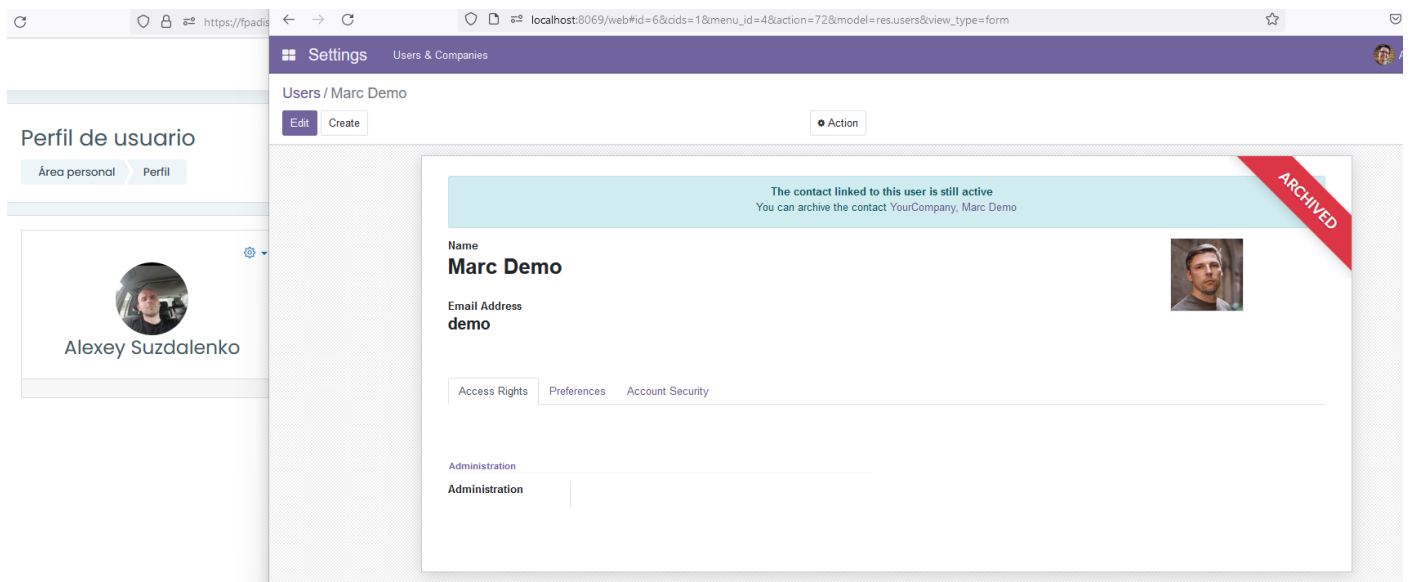 https://fpadis
Perfil de usuario
Área personal
Perfil
Alexey Suzdalenko
localhost:8069/web#id=6&cids=1&menu_id=4&action=72&model=res.users&view_type=form
Settings
Users & Companies
A
Users / Marc Demo
Edit
Create
Action
ARCHIVED
The contact linked to this user is still active
You can archive the contact YourCompany, Marc Demo
Name
Marc Demo
Email Address
demo
Access Rights
Preferences
Account Security
Administration
Administration